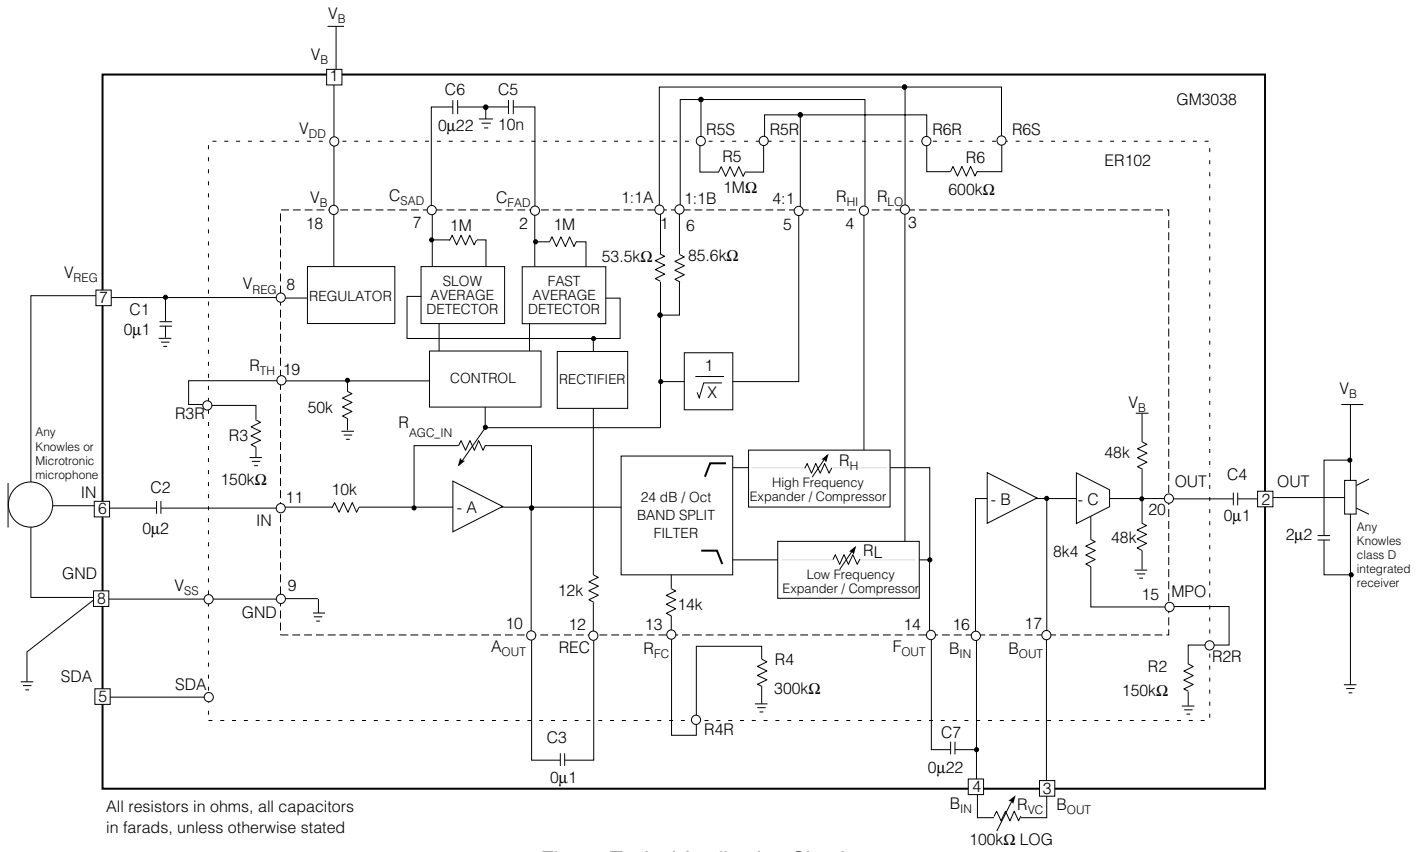 V_B
V_B
1
GM3038
C6
C5
0µ22
10n
V_DD
R5S
R5R
R6R
R6S
R5
1MΩ
R6
600kΩ
ER102
V_B
18
C_SAD
7
C_FAD
2
1:1A
1
1:1B
6
4:1
5
R_HI
4
R_LO
3
1M
1M
53.5kΩ
85.6kΩ
V_REG
7
V_REG
8
REGULATOR
SLOW
AVERAGE
DETECTOR
FAST
AVERAGE
DETECTOR
C1
0µ1
R_TH
19
CONTROL
RECTIFIER
1
√X
R3R
50k
R3
150kΩ
R_AGC_IN
V_B
V_B
Any
Knowles or
Microtronic
microphone
48k
R_H
High Frequency
Expander / Compressor
24 dB / Oct
BAND SPLIT
FILTER
IN
6
C2
0µ2
11
IN
10k
- A
- B
- C
OUT
20
C4
0µ1
OUT
2
2µ2
Any
Knowles
class D
integrated
receiver
48k
8k4
RL
Low Frequency
Expander / Compressor
GND
8
V_SS
9
GND
12k
14k
15
MPO
10
A_OUT
12
REC
13
R_FC
14
F_OUT
16
B_IN
17
B_OUT
R2R
R2
150kΩ
R4
300kΩ
SDA
5
SDA
R4R
C3
0µ1
C7
0µ22
4
B_IN
3
B_OUT
R_VC
100kΩ LOG
All resistors in ohms, all capacitors
in farads, unless otherwise stated